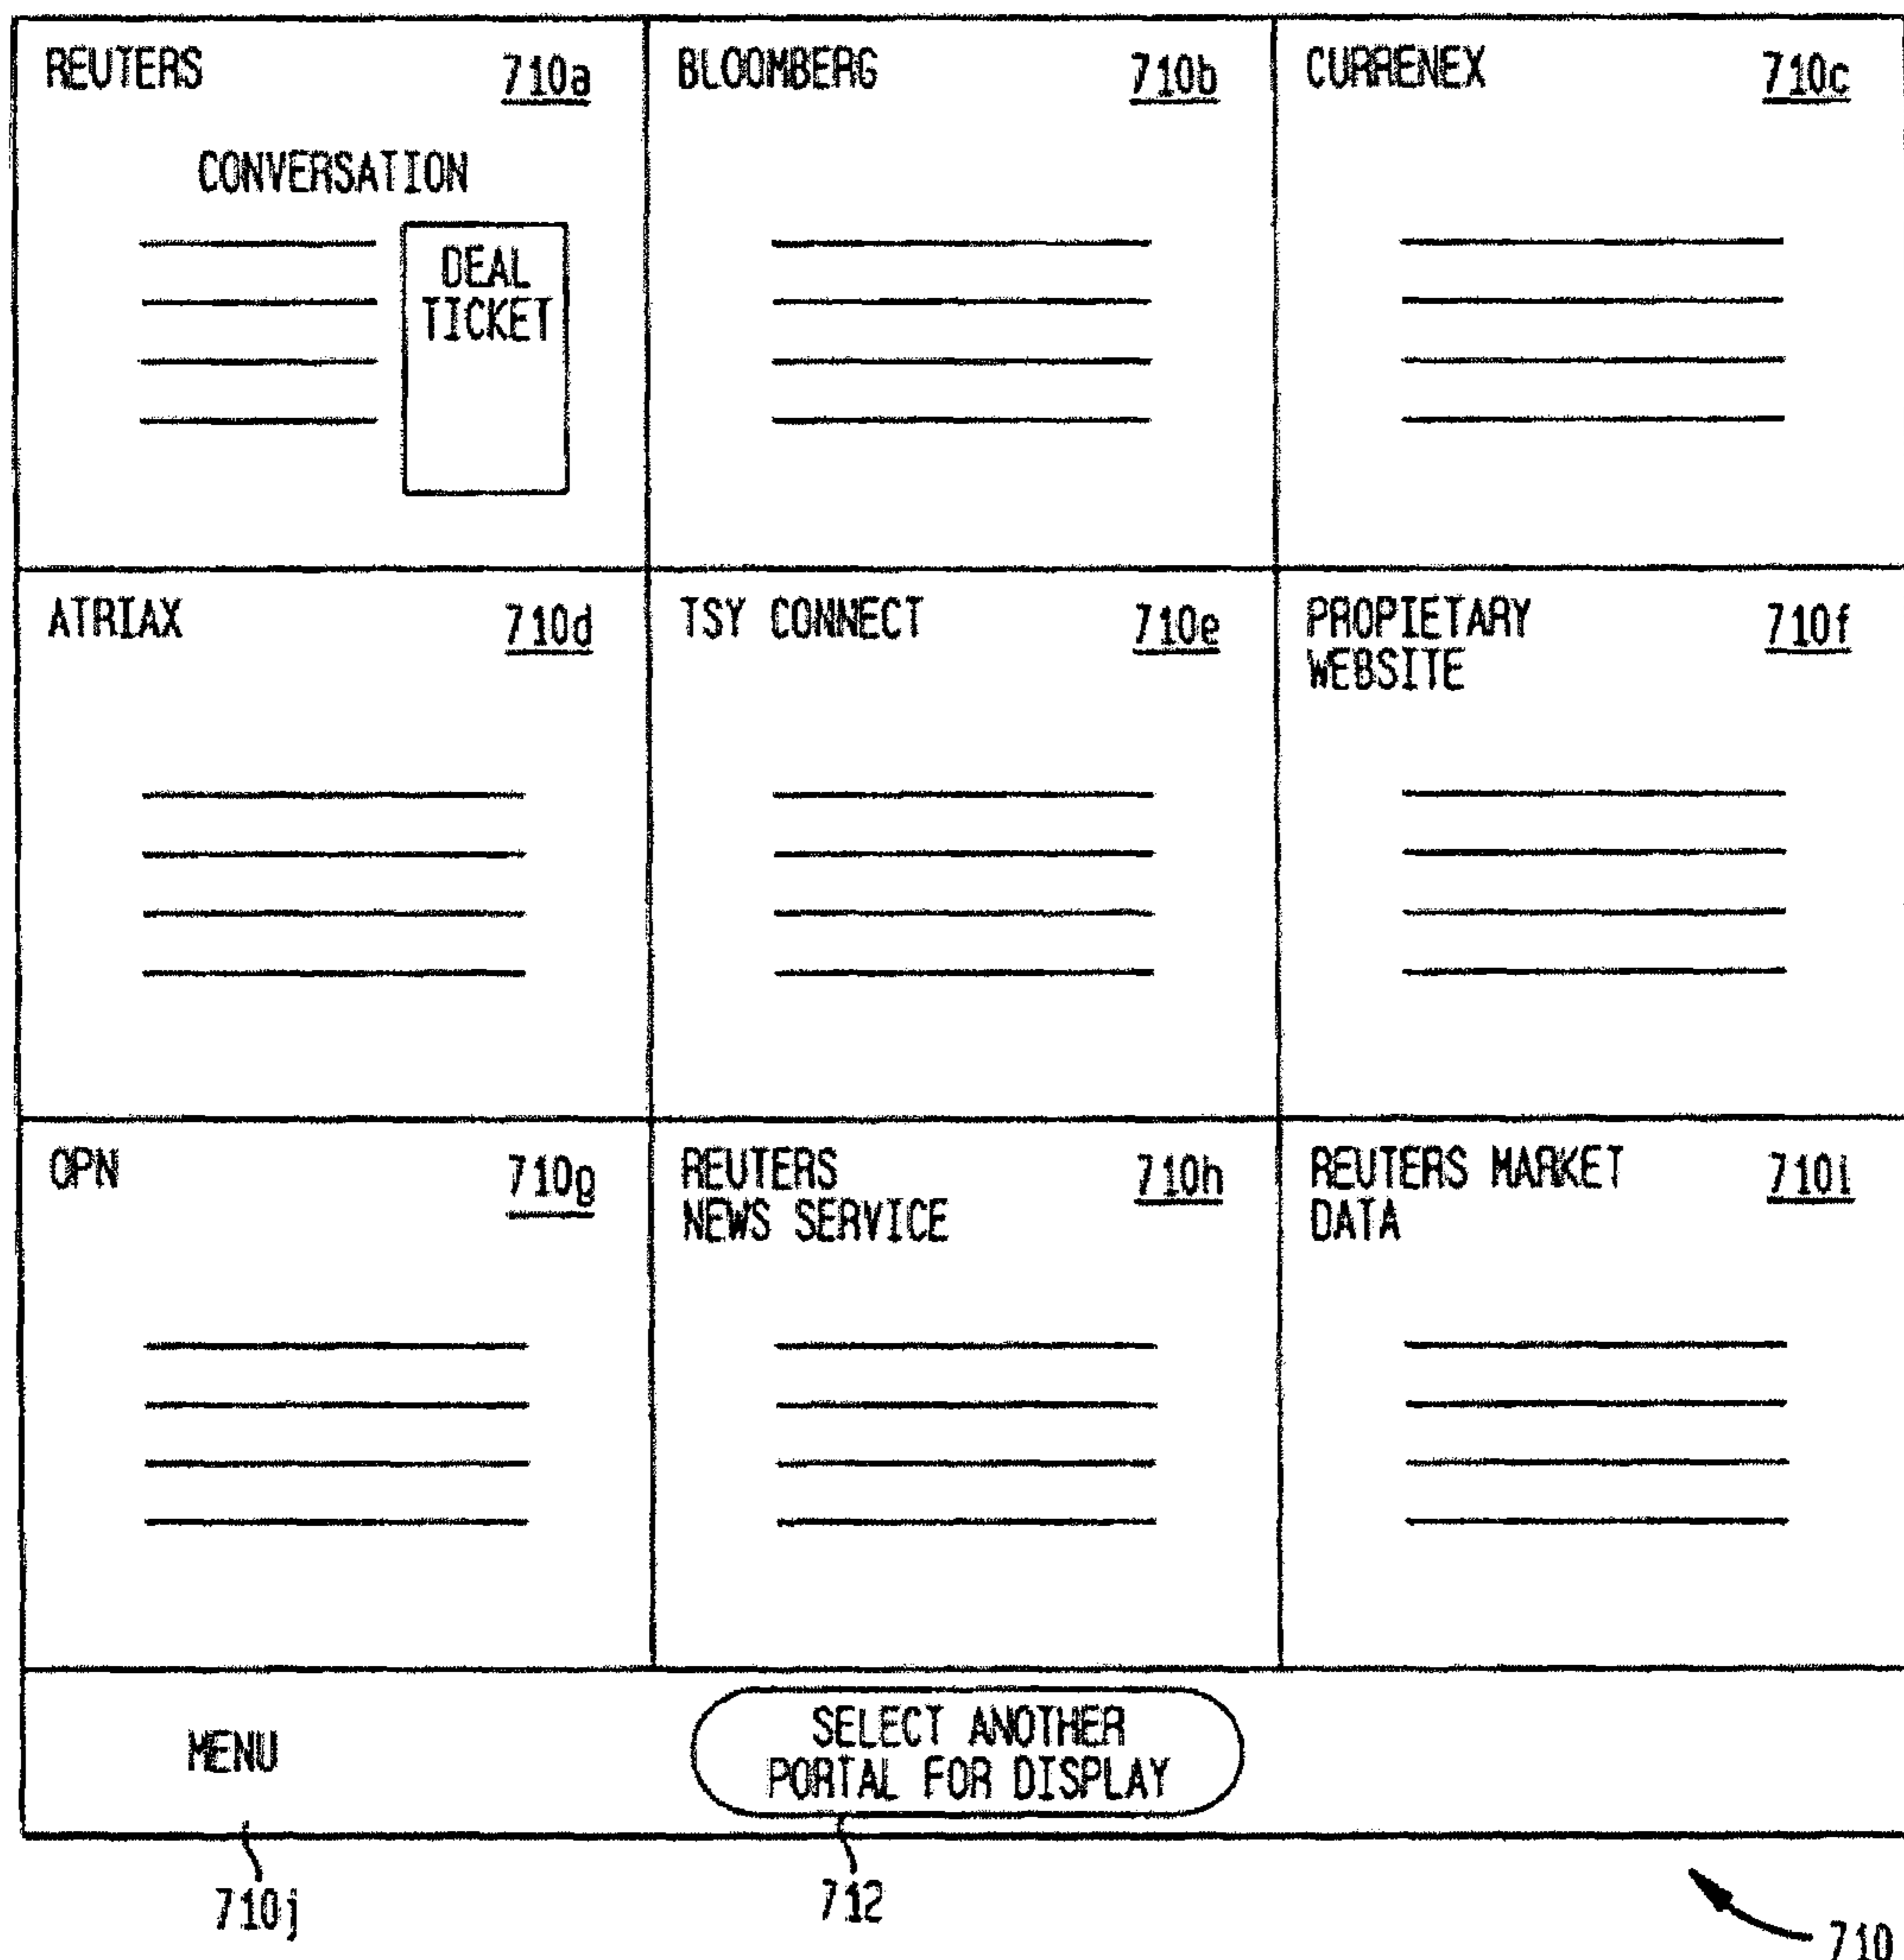 REUTERS 710a
CONVERSATION
DEAL
TICKET
BLOOMBERG 710b
CURRENEX 710c
ATRIAX 710d
TSY CONNECT 710e
PROPIETARY 710f
WEBSITE
OPN 710g
REUTERS 710h
NEWS SERVICE
REUTERS MARKET 710i
DATA
MENU
SELECT ANOTHER
PORTAL FOR DISPLAY
710j
712
710